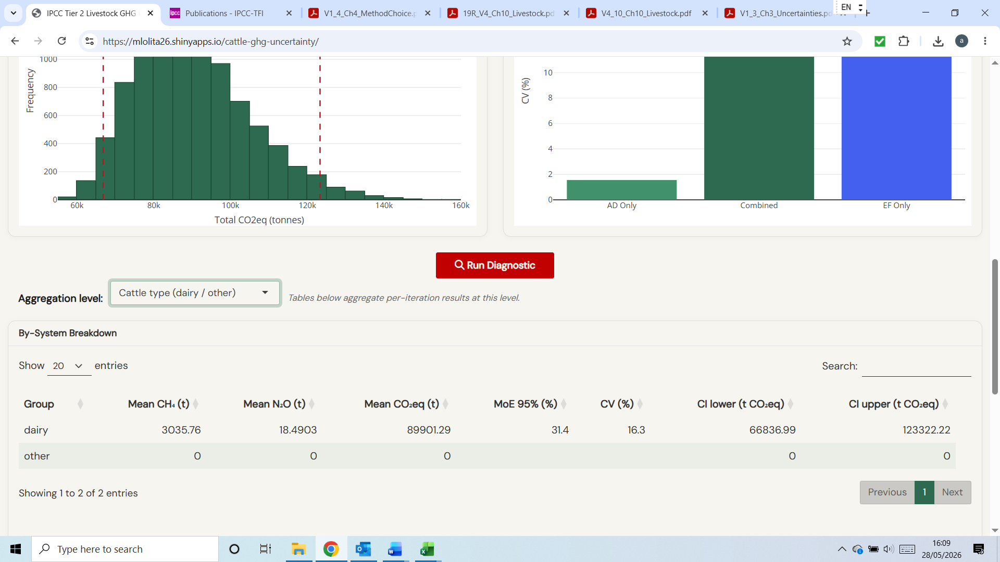 EN
IPCC Tier 2 Livestock GHG
Publications - IPCC-TFI
V1_4_Ch4_MethodChoice.p
19R_V4_Ch10_Livestock.pd
V4_10_Ch10_Livestock.pdf
V1_3_Ch3_Uncertainties.pd
https://mlolita26.shinyapps.io/cattle-ghg-uncertainty/
a
1000
800
600
400
200
0
Frequency
60k 80k 100k 120k 140k 160k
Total CO2eq (tonnes)
10
8
6
4
2
0
CV (%)
AD Only Combined EF Only
Run Diagnostic
Aggregation level: Cattle type (dairy / other) Tables below aggregate per-iteration results at this level.
By-System Breakdown
Show 20 entries Search:
Group Mean CH₄ (t) Mean N₂O (t) Mean CO₂eq (t) MoE 95% (%) CV (%) CI lower (t CO₂eq) CI upper (t CO₂eq)
dairy 3035.76 18.4903 89901.29 31.4 16.3 66836.99 123322.22
other 0 0 0 0 0
Showing 1 to 2 of 2 entries Previous 1 Next
Type here to search
16:09
28/05/2026